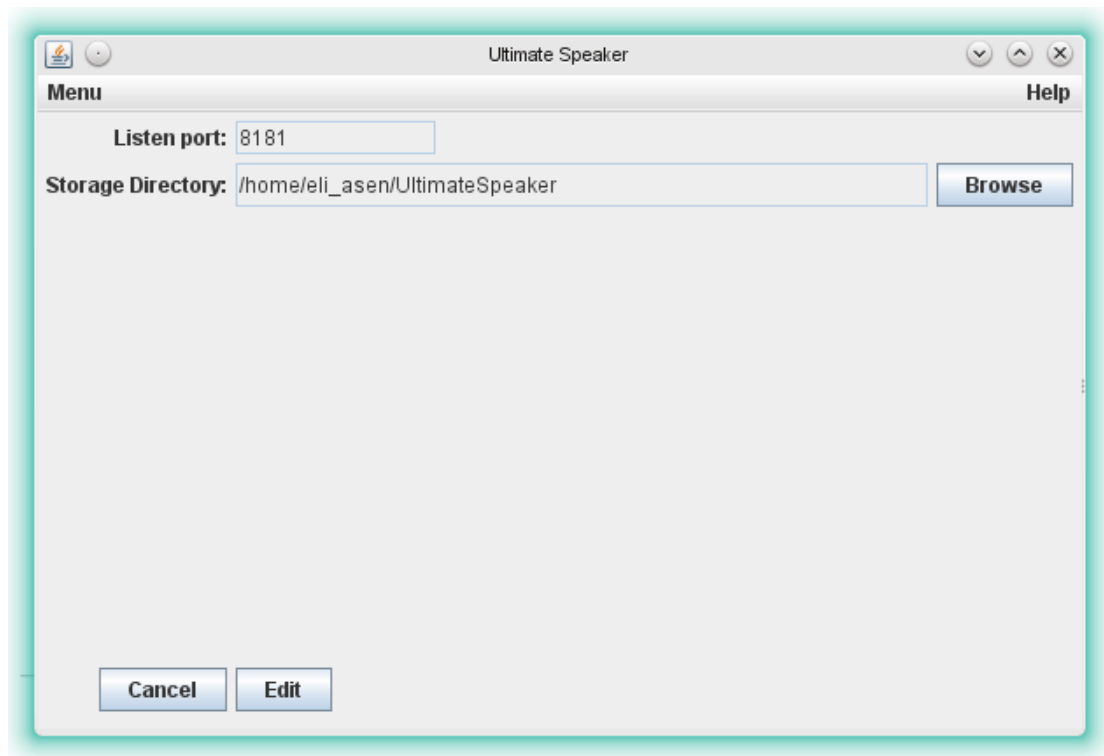 Ultimate Speaker
Menu Help
Listen port: 8181
Storage Directory: /home/eli_asen/UltimateSpeaker Browse
Cancel Edit